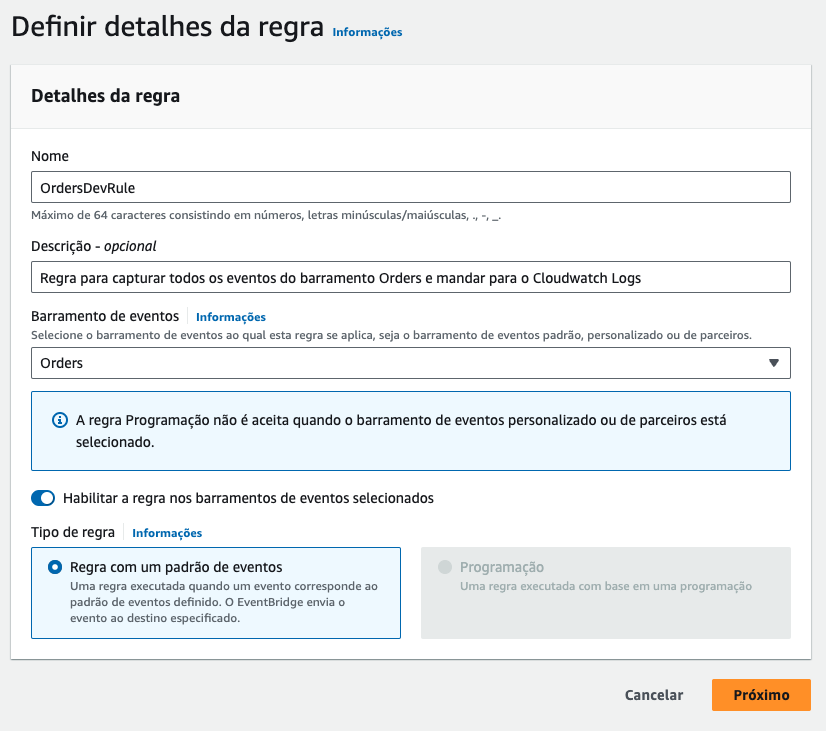 Definir detalhes da regra Informações
Detalhes da regra
Nome
OrdersDevRule
Máximo de 64 caracteres consistindo em números, letras minúsculas/maiúsculas, ., -, _.
Descrição - opcional
Regra para capturar todos os eventos do barramento Orders e mandar para o Cloudwatch Logs
Barramento de eventos Informações
Selecione o barramento de eventos ao qual esta regra se aplica, seja o barramento de eventos padrão, personalizado ou de parceiros.
Orders
A regra Programação não é aceita quando o barramento de eventos personalizado ou de parceiros está
selecionado.
Habilitar a regra nos barramentos de eventos selecionados
Tipo de regra Informações
Regra com um padrão de eventos
Uma regra executada quando um evento corresponde ao
padrão de eventos definido. O EventBridge envia o
evento ao destino especificado.
Programação
Uma regra executada com base em uma programação
Cancelar
Próximo